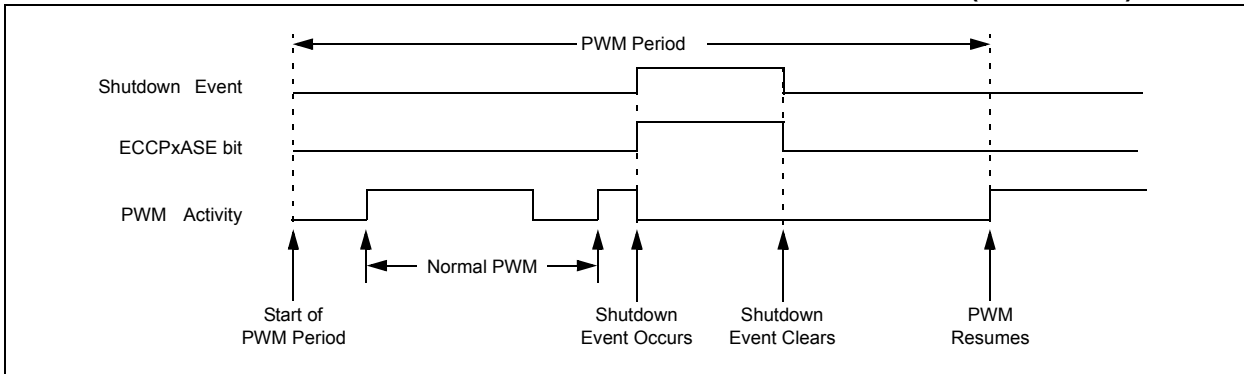 PWM Period
Shutdown Event
ECCPxASE bit
PWM Activity
Normal PWM
Start of
PWM Period
Shutdown
Event Occurs
Shutdown
Event Clears
PWM
Resumes